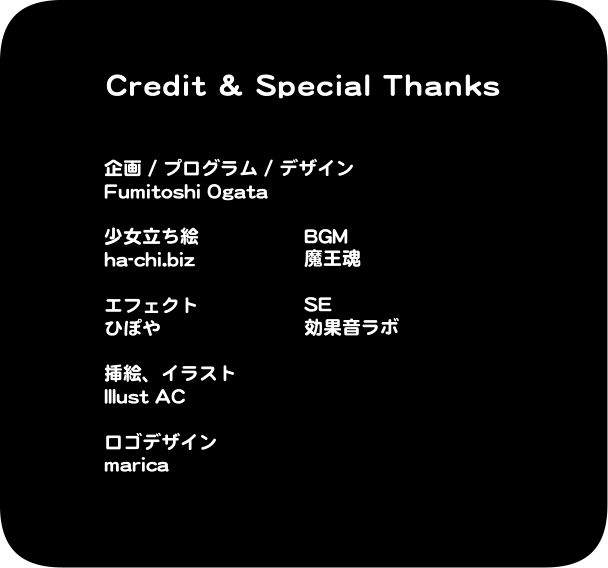 Credit & Special Thanks
企画 / プログラム / デザイン
Fumitoshi Ogata
少女立ち絵
ha-chi.biz
BGM
魔王魂
エフェクト
ぴぽや
SE
効果音ラボ
挿絵、イラスト
Illust AC
ロゴデザイン
marica